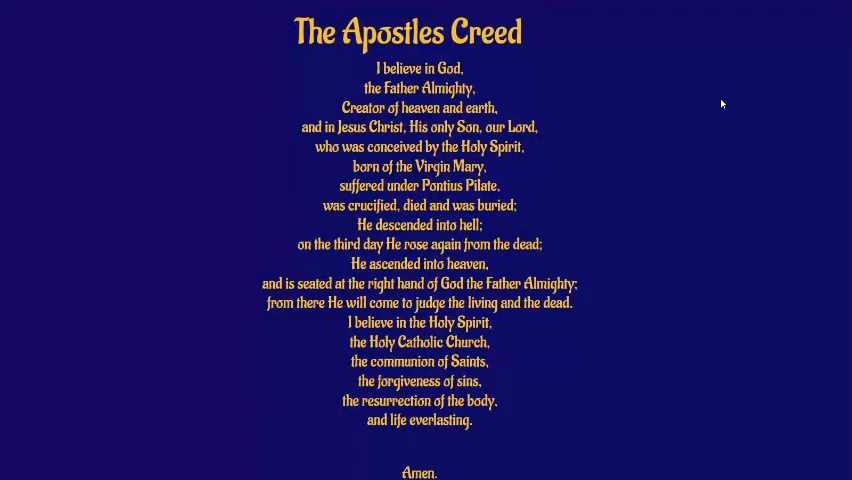 The Apostles Creed
I believe in God,
the Father Almighty,
Creator of heaven and earth,
and in Jesus Christ, His only Son, our Lord,
who was conceived by the Holy Spirit,
born of the Virgin Mary,
suffered under Pontius Pilate,
was crucified, died and was buried;
He descended into hell;
on the third day He rose again from the dead;
He ascended into heaven,
and is seated at the right hand of God the Father Almighty;
from there He will come to judge the living and the dead.
I believe in the Holy Spirit,
the Holy Catholic Church,
the communion of Saints,
the forgiveness of sins,
the resurrection of the body,
and life everlasting.
Amen.